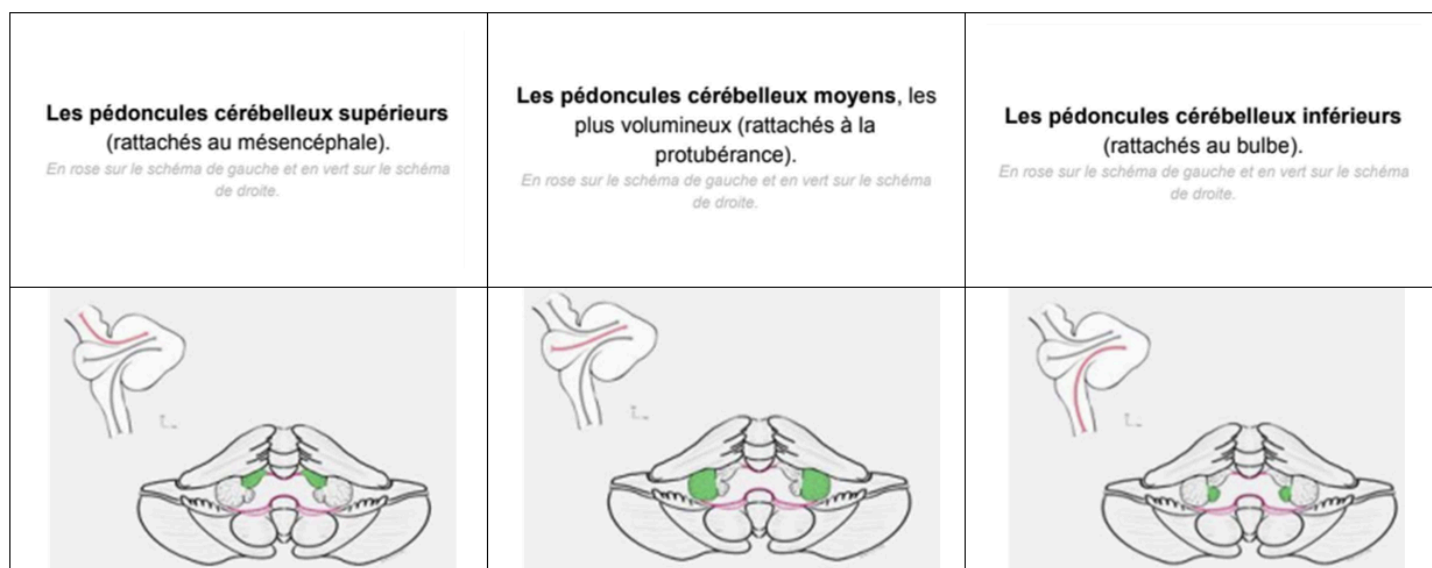 Les pédoncules cérébelleux supérieurs
(rattachés au mésencéphale).
En rose sur le schéma de gauche et en vert sur le schéma
de droite.
Les pédoncules cérébelleux moyens, les
plus volumineux (rattachés à la
protubérance).
En rose sur le schéma de gauche et en vert sur le schéma
de droite.
Les pédoncules cérébelleux inférieurs
(rattachés au bulbe).
En rose sur le schéma de gauche et en vert sur le schéma
de droite.